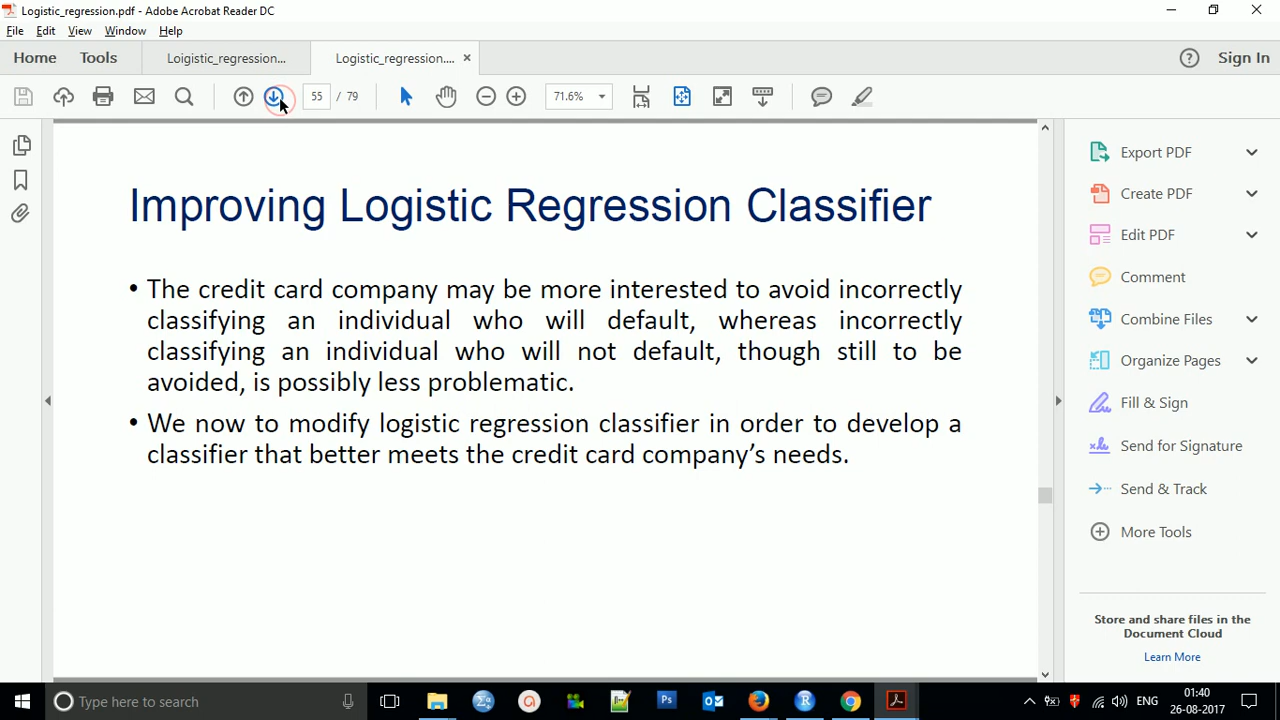 Logistic_regression.pdf - Adobe Acrobat Reader DC
File Edit View Window Help
Home Tools Loigistic_regression... Logistic_regression.... ×
? Sign In
55 / 79 71.6%
Improving Logistic Regression Classifier
• The credit card company may be more interested to avoid incorrectly
classifying an individual who will default, whereas incorrectly
classifying an individual who will not default, though still to be
avoided, is possibly less problematic.
• We now to modify logistic regression classifier in order to develop a
classifier that better meets the credit card company's needs.
Export PDF
Create PDF
Edit PDF
Comment
Combine Files
Organize Pages
Fill & Sign
Send for Signature
Send & Track
More Tools
Store and share files in the
Document Cloud
Learn More
Type here to search
Ps
ENG
01:40
26-08-2017